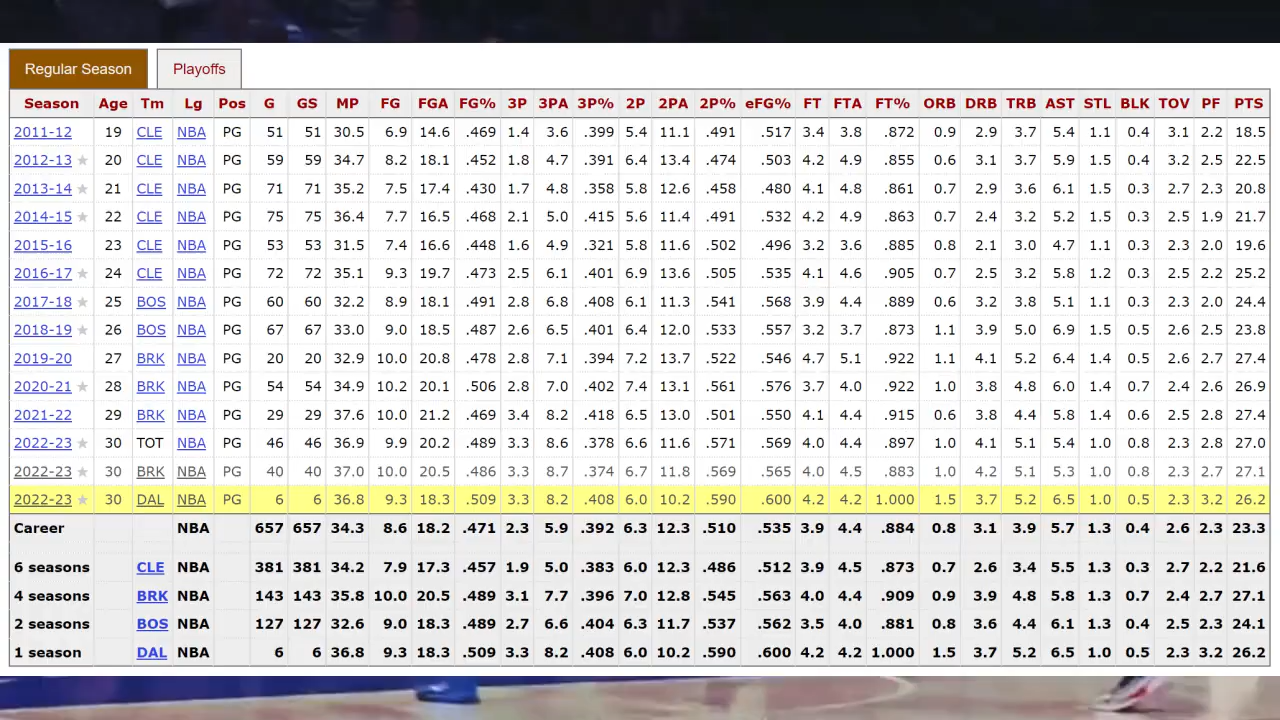 Regular Season Playoffs
Season Age Tm Lg Pos G GS MP FG FGA FG% 3P 3PA 3P% 2P 2PA 2P% eFG% FT FTA FT% ORB DRB TRB AST STL BLK TOV PF PTS
2011-12 19 CLE NBA PG 51 51 30.5 6.9 14.6 .469 1.4 3.6 .399 5.4 11.1 .491 .517 3.4 3.8 .872 0.9 2.9 3.7 5.4 1.1 0.4 3.1 2.2 18.5
2012-13 ★ 20 CLE NBA PG 59 59 34.7 8.2 18.1 .452 1.8 4.7 .391 6.4 13.4 .474 .503 4.2 4.9 .855 0.6 3.1 3.7 5.9 1.5 0.4 3.2 2.5 22.5
2013-14 ★ 21 CLE NBA PG 71 71 35.2 7.5 17.4 .430 1.7 4.8 .358 5.8 12.6 .458 .480 4.1 4.8 .861 0.7 2.9 3.6 6.1 1.5 0.3 2.7 2.3 20.8
2014-15 ★ 22 CLE NBA PG 75 75 36.4 7.7 16.5 .468 2.1 5.0 .415 5.6 11.4 .491 .532 4.2 4.9 .863 0.7 2.4 3.2 5.2 1.5 0.3 2.5 1.9 21.7
2015-16 23 CLE NBA PG 53 53 31.5 7.4 16.6 .448 1.6 4.9 .321 5.8 11.6 .502 .496 3.2 3.6 .885 0.8 2.1 3.0 4.7 1.1 0.3 2.3 2.0 19.6
2016-17 ★ 24 CLE NBA PG 72 72 35.1 9.3 19.7 .473 2.5 6.1 .401 6.9 13.6 .505 .535 4.1 4.6 .905 0.7 2.5 3.2 5.8 1.2 0.3 2.5 2.2 25.2
2017-18 ★ 25 BOS NBA PG 60 60 32.2 8.9 18.1 .491 2.8 6.8 .408 6.1 11.3 .541 .568 3.9 4.4 .889 0.6 3.2 3.8 5.1 1.1 0.3 2.3 2.0 24.4
2018-19 ★ 26 BOS NBA PG 67 67 33.0 9.0 18.5 .487 2.6 6.5 .401 6.4 12.0 .533 .557 3.2 3.7 .873 1.1 3.9 5.0 6.9 1.5 0.5 2.6 2.5 23.8
2019-20 27 BRK NBA PG 20 20 32.9 10.0 20.8 .478 2.8 7.1 .394 7.2 13.7 .522 .546 4.7 5.1 .922 1.1 4.1 5.2 6.4 1.4 0.5 2.6 2.7 27.4
2020-21 ★ 28 BRK NBA PG 54 54 34.9 10.2 20.1 .506 2.8 7.0 .402 7.4 13.1 .561 .576 3.7 4.0 .922 1.0 3.8 4.8 6.0 1.4 0.7 2.4 2.6 26.9
2021-22 29 BRK NBA PG 29 29 37.6 10.0 21.2 .469 3.4 8.2 .418 6.5 13.0 .501 .550 4.1 4.4 .915 0.6 3.8 4.4 5.8 1.4 0.6 2.5 2.8 27.4
2022-23 ★ 30 TOT NBA PG 46 46 36.9 9.9 20.2 .489 3.3 8.6 .378 6.6 11.6 .571 .569 4.0 4.4 .897 1.0 4.1 5.1 5.4 1.0 0.8 2.3 2.8 27.0
2022-23 ★ 30 BRK NBA PG 40 40 37.0 10.0 20.5 .486 3.3 8.7 .374 6.7 11.8 .569 .565 4.0 4.5 .883 1.0 4.2 5.1 5.3 1.0 0.8 2.3 2.7 27.1
2022-23 ★ 30 DAL NBA PG 6 6 36.8 9.3 18.3 .509 3.3 8.2 .408 6.0 10.2 .590 .600 4.2 4.2 1.000 1.5 3.7 5.2 6.5 1.0 0.5 2.3 3.2 26.2
Career NBA 657 657 34.3 8.6 18.2 .471 2.3 5.9 .392 6.3 12.3 .510 .535 3.9 4.4 .884 0.8 3.1 3.9 5.7 1.3 0.4 2.6 2.3 23.3
6 seasons CLE NBA 381 381 34.2 7.9 17.3 .457 1.9 5.0 .383 6.0 12.3 .486 .512 3.9 4.5 .873 0.7 2.6 3.4 5.5 1.3 0.3 2.7 2.2 21.6
4 seasons BRK NBA 143 143 35.8 10.0 20.5 .489 3.1 7.7 .396 7.0 12.8 .545 .563 4.0 4.4 .909 0.9 3.9 4.8 5.8 1.3 0.7 2.4 2.7 27.1
2 seasons BOS NBA 127 127 32.6 9.0 18.3 .489 2.7 6.6 .404 6.3 11.7 .537 .562 3.5 4.0 .881 0.8 3.6 4.4 6.1 1.3 0.4 2.5 2.3 24.1
1 season DAL NBA 6 6 36.8 9.3 18.3 .509 3.3 8.2 .408 6.0 10.2 .590 .600 4.2 4.2 1.000 1.5 3.7 5.2 6.5 1.0 0.5 2.3 3.2 26.2